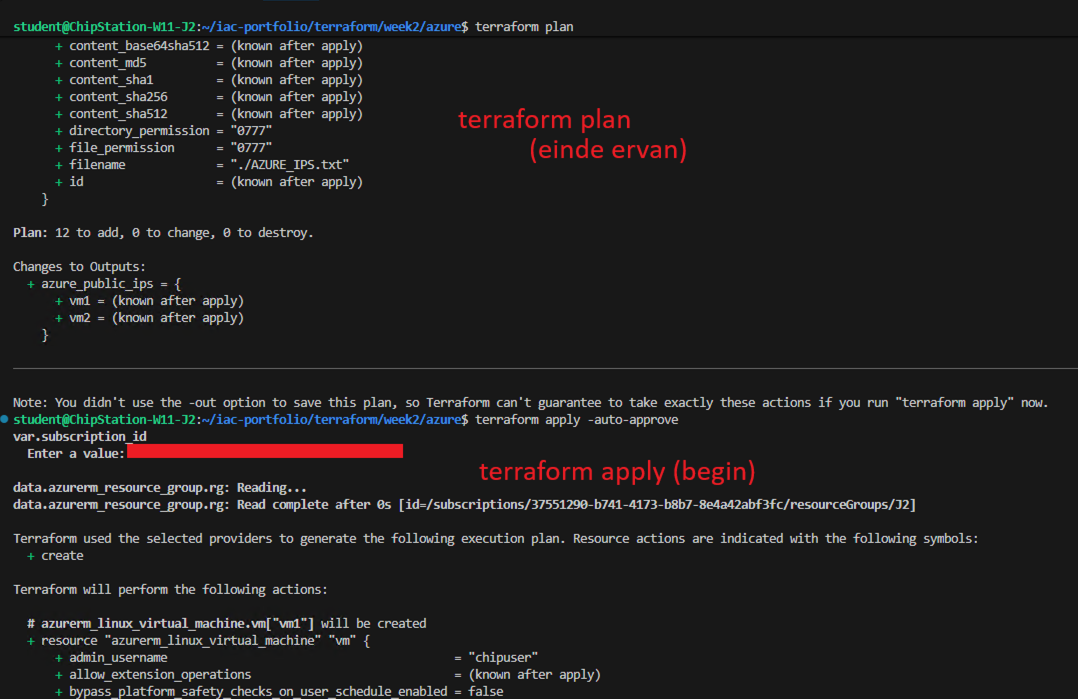 student@ChipStation-W11-J2:~/iac-portfolio/terraform/week2/azure$ terraform plan
+ content_base64sha512 = (known after apply)
+ content_md5 = (known after apply)
+ content_sha1 = (known after apply)
+ content_sha256 = (known after apply)
+ content_sha512 = (known after apply)
+ directory_permission = "0777"
+ file_permission = "0777"
+ filename = "./AZURE_IPS.txt"
+ id = (known after apply)
}
terraform plan
(einde ervan)
Plan: 12 to add, 0 to change, 0 to destroy.
Changes to Outputs:
+ azure_public_ips = {
+ vm1 = (known after apply)
+ vm2 = (known after apply)
}
Note: You didn't use the -out option to save this plan, so Terraform can't guarantee to take exactly these actions if you run "terraform apply" now.
student@ChipStation-W11-J2:~/iac-portfolio/terraform/week2/azure$ terraform apply -auto-approve
var.subscription_id
Enter a value:
terraform apply (begin)
data.azurerm_resource_group.rg: Reading...
data.azurerm_resource_group.rg: Read complete after 0s [id=/subscriptions/37551290-b741-4173-b8b7-8e4a42abf3fc/resourceGroups/J2]
Terraform used the selected providers to generate the following execution plan. Resource actions are indicated with the following symbols:
+ create
Terraform will perform the following actions:
# azurerm_linux_virtual_machine.vm["vm1"] will be created
+ resource "azurerm_linux_virtual_machine" "vm" {
+ admin_username = "chipuser"
+ allow_extension_operations = (known after apply)
+ bypass_platform_safety_checks_on_user_schedule_enabled = false